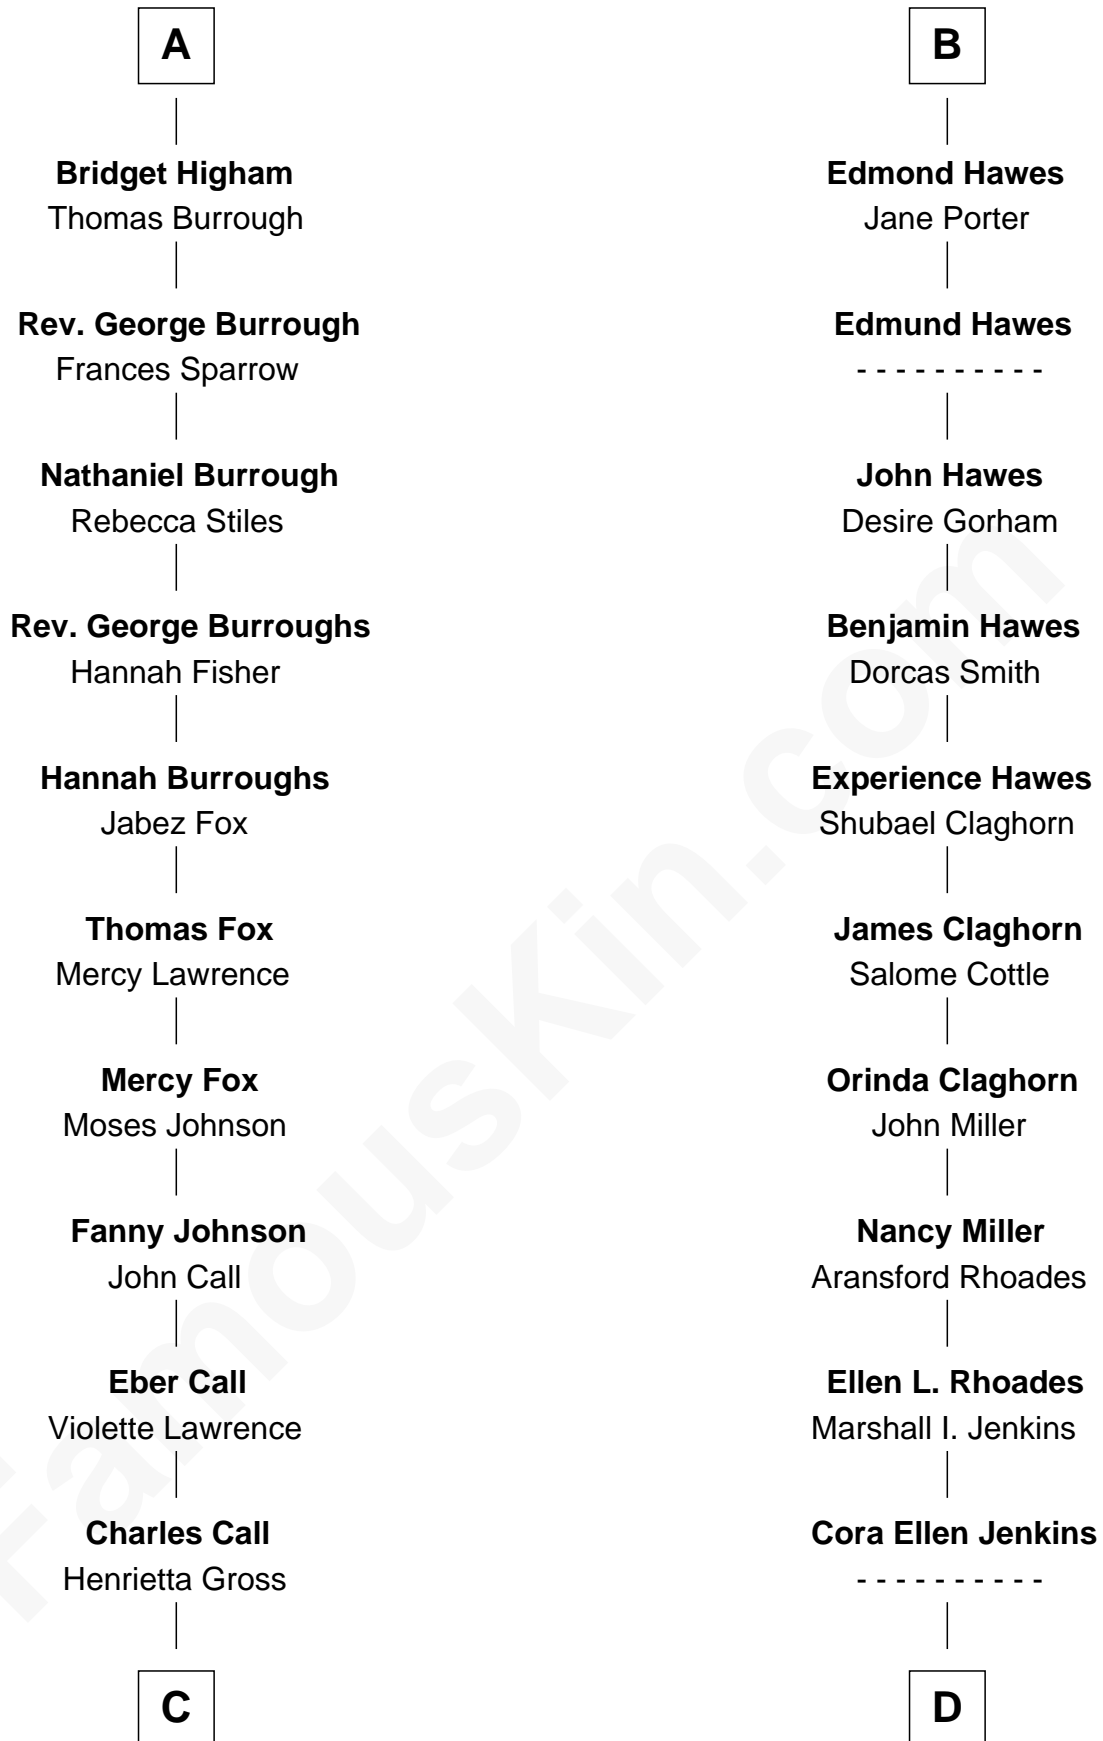 A
Bridget Higham
Thomas Burrough
Rev. George Burrough
Frances Sparrow
Nathaniel Burrough
Rebecca Stiles
Rev. George Burroughs
Hannah Fisher
Hannah Burroughs
Jabez Fox
Thomas Fox
Mercy Lawrence
Mercy Fox
Moses Johnson
Fanny Johnson
John Call
Eber Call
Violette Lawrence
Charles Call
Henrietta Gross
C
B
Edmond Hawes
Jane Porter
Edmund Hawes
- - - - - - - - - -
John Hawes
Desire Gorham
Benjamin Hawes
Dorcas Smith
Experience Hawes
Shubael Claghorn
James Claghorn
Salome Cottle
Orinda Claghorn
John Miller
Nancy Miller
Aransford Rhoades
Ellen L. Rhoades
Marshall I. Jenkins
Cora Ellen Jenkins
- - - - - - - - - -
D
FamousKin.com